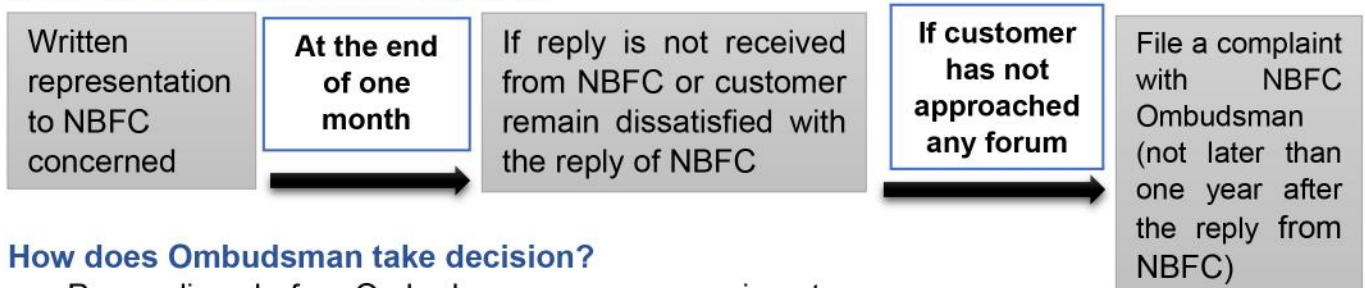 Written
representation
to NBFC
concerned
At the end
of one
month
If reply is not received
from NBFC or customer
remain dissatisfied with
the reply of NBFC
If customer
has not
approached
any forum
File a complaint
with NBFC
Ombudsman
(not later than
one year after
the reply from
NBFC)
How does Ombudsman take decision?